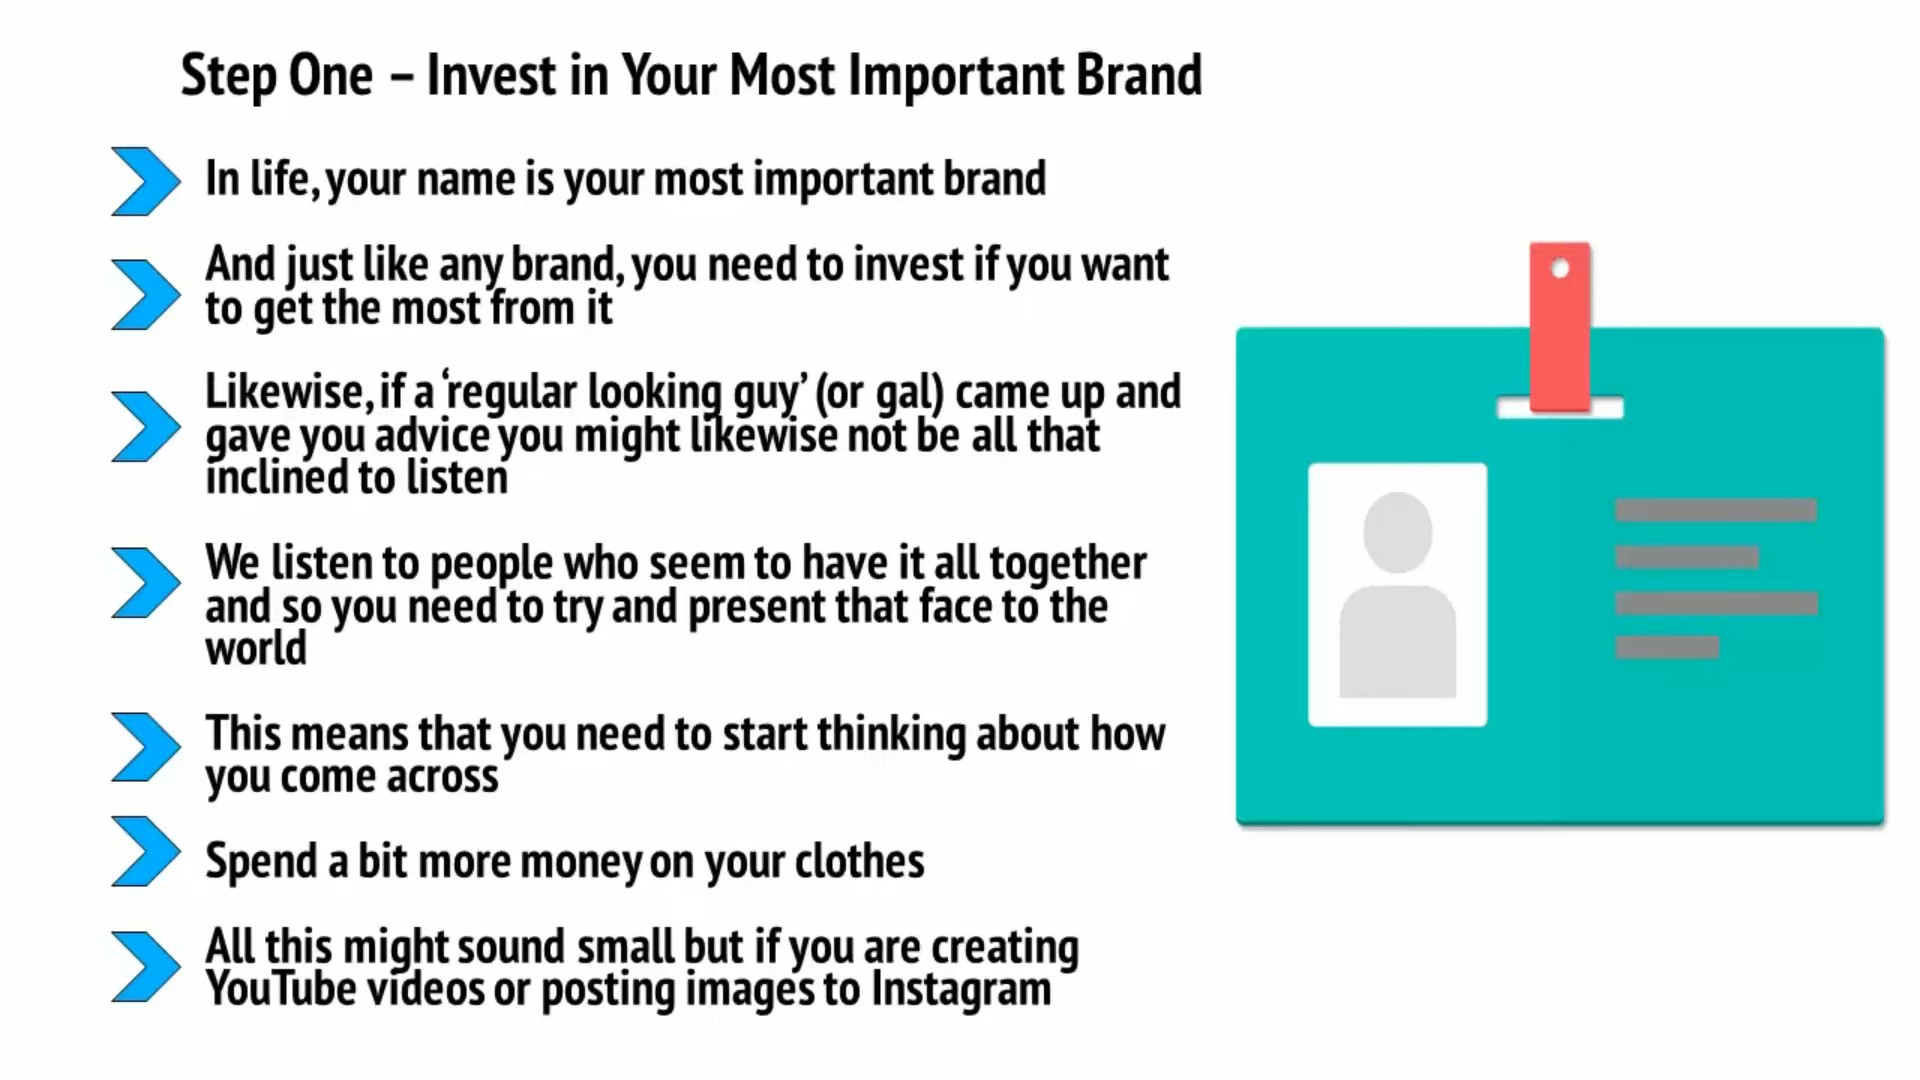 Step One – Invest in Your Most Important Brand
In life, your name is your most important brand
And just like any brand, you need to invest if you want
to get the most from it
Likewise, if a ‘regular looking guy’ (or gal) came up and
gave you advice you might likewise not be all that
inclined to listen
We listen to people who seem to have it all together
and so you need to try and present that face to the
world
This means that you need to start thinking about how
you come across
Spend a bit more money on your clothes
All this might sound small but if you are creating
YouTube videos or posting images to Instagram